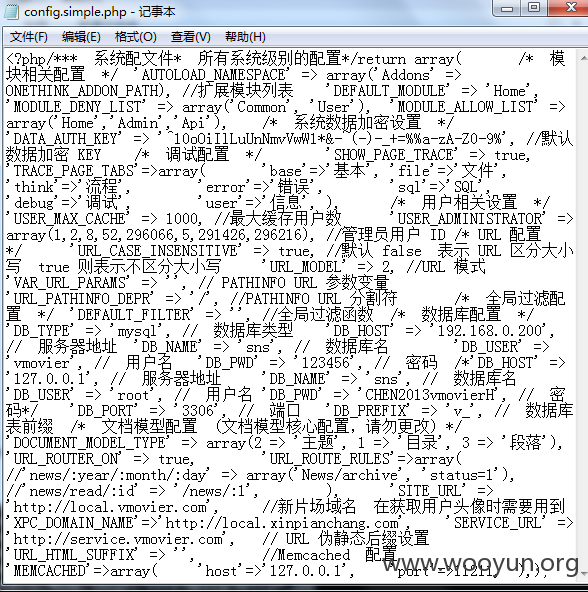 config.simple.php - 记事本
文件(F) 编辑(E) 格式(O) 查看(V) 帮助(H)
<?php/*** 系统配文件* 所有系统级别的配置*/return array( /* 模
块相关配置 */ 'AUTOLOAD_NAMESPACE' => array('Addons' =>
ONETHINK_ADDON_PATH), //扩展模块列表 'DEFAULT_MODULE' => 'Home',
'MODULE_DENY_LIST' => array('Common', 'User'), 'MODULE_ALLOW_LIST' =>
array('Home','Admin','Api'), /* 系统数据加密设置 */
'DATA_AUTH_KEY' => '~10oOiI1LuUnNmvVwW1*&-`(-)-_+=%%a-zA-Z0-9%', //默认
数据加密 KEY /* 调试配置 */ 'SHOW_PAGE_TRACE' => true,
'TRACE_PAGE_TABS'=>array( 'base'=>'基本', 'file'=>'文件',
'think'=>'流程', 'error'=>'错误', 'sql'=>'SQL',
'debug'=>'调试', 'user'=>'信息', ), /* 用户相关设置 */
'USER_MAX_CACHE' => 1000, //最大缓存用户数 'USER_ADMINISTRATOR' =>
array(1,2,8,52,296066,5,291426,296216), //管理员用户 ID /* URL 配置
*/ 'URL_CASE_INSENSITIVE' => true, //默认 false 表示 URL 区分大小
写 true 则表示不区分大小写 'URL_MODEL' => 2, //URL 模式
'VAR_URL_PARAMS' => '', // PATHINFO URL 参数变量
'URL_PATHINFO_DEPR' => '/', //PATHINFO URL 分割符 /* 全局过滤配
置 */ 'DEFAULT_FILTER' => '', //全局过滤函数 /* 数据库配置 */
'DB_TYPE' => 'mysql', // 数据库类型 'DB_HOST' => '192.168.0.200',
// 服务器地址 'DB_NAME' => 'sns', // 数据库名 'DB_USER' =>
'vmovier', // 用户名 'DB_PWD' => '123456', // 密码 /*'DB_HOST' =>
'127.0.0.1', // 服务器地址 'DB_NAME' => 'sns', // 数据库名
'DB_USER' => 'root', // 用户名 'DB_PWD' => 'CHEN2013vmovierH', // 密
码*/ 'DB_PORT' => '3306', // 端口 'DB_PREFIX' => 'v_', // 数据库
表前缀 /* 文档模型配置 (文档模型核心配置，请勿更改) */
'DOCUMENT_MODEL_TYPE' => array(2 => '主题', 1 => '目录', 3 => '段落'),
'URL_ROUTER_ON' => true, 'URL_ROUTE_RULES'=>array(
//'news/:year/:month/:day' => array('News/archive', 'status=1'),
//'news/read/:id' => '/news/:1', ), 'SITE_URL' =>
'http://local.vmovier.com', //新片场域名 在获取用户头像时需要用到
'XPC_DOMAIN_NAME'=>'http://local.xinpianchang.com', 'SERVICE_URL' =>
'http://service.vmovier.com', // URL 伪静态后缀设置
'URL_HTML_SUFFIX' => '', //Memcached 配置
'MEMCACHED'=>array( 'host'=>'127.0.0.1', 'port'=>11211, ),);
www.wooyun.org